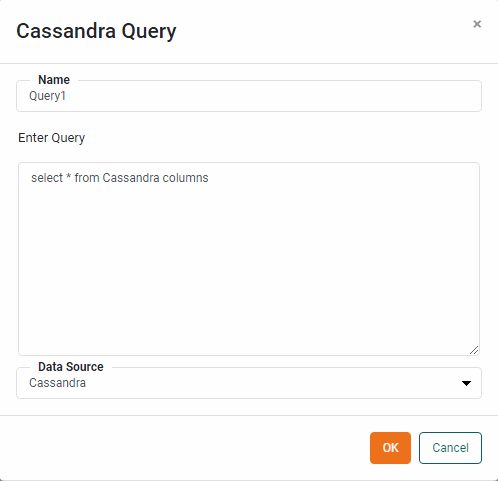 Cassandra Query
×
Name
Query1
Enter Query
select * from Cassandra columns
Data Source
Cassandra
OK
Cancel